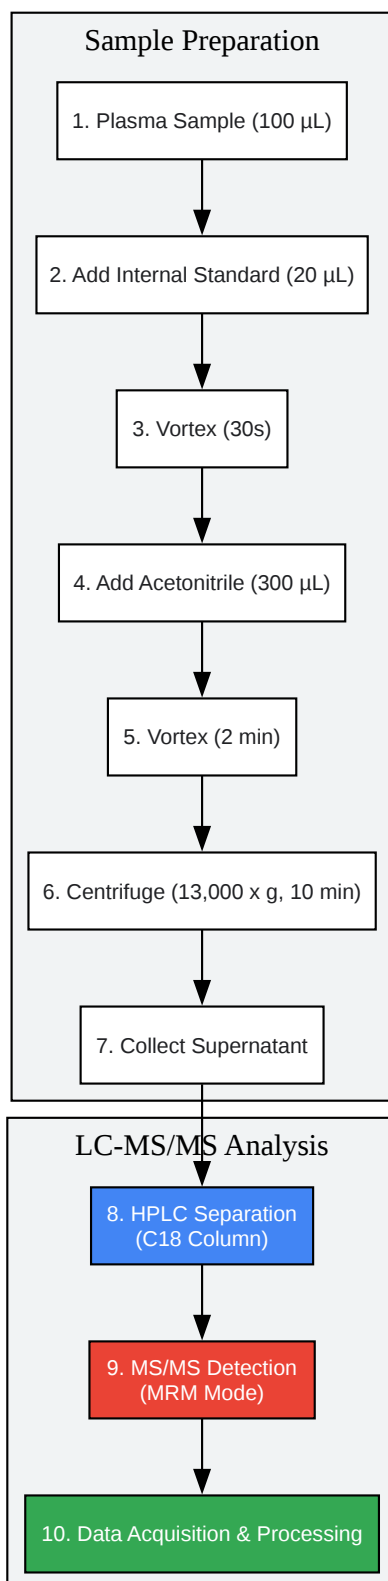 Sample Preparation
1. Plasma Sample (100 µL)
2. Add Internal Standard (20 µL)
3. Vortex (30s)
4. Add Acetonitrile (300 µL)
5. Vortex (2 min)
6. Centrifuge (13,000 x g, 10 min)
7. Collect Supernatant
LC-MS/MS Analysis
8. HPLC Separation
(C18 Column)
9. MS/MS Detection
(MRM Mode)
10. Data Acquisition & Processing